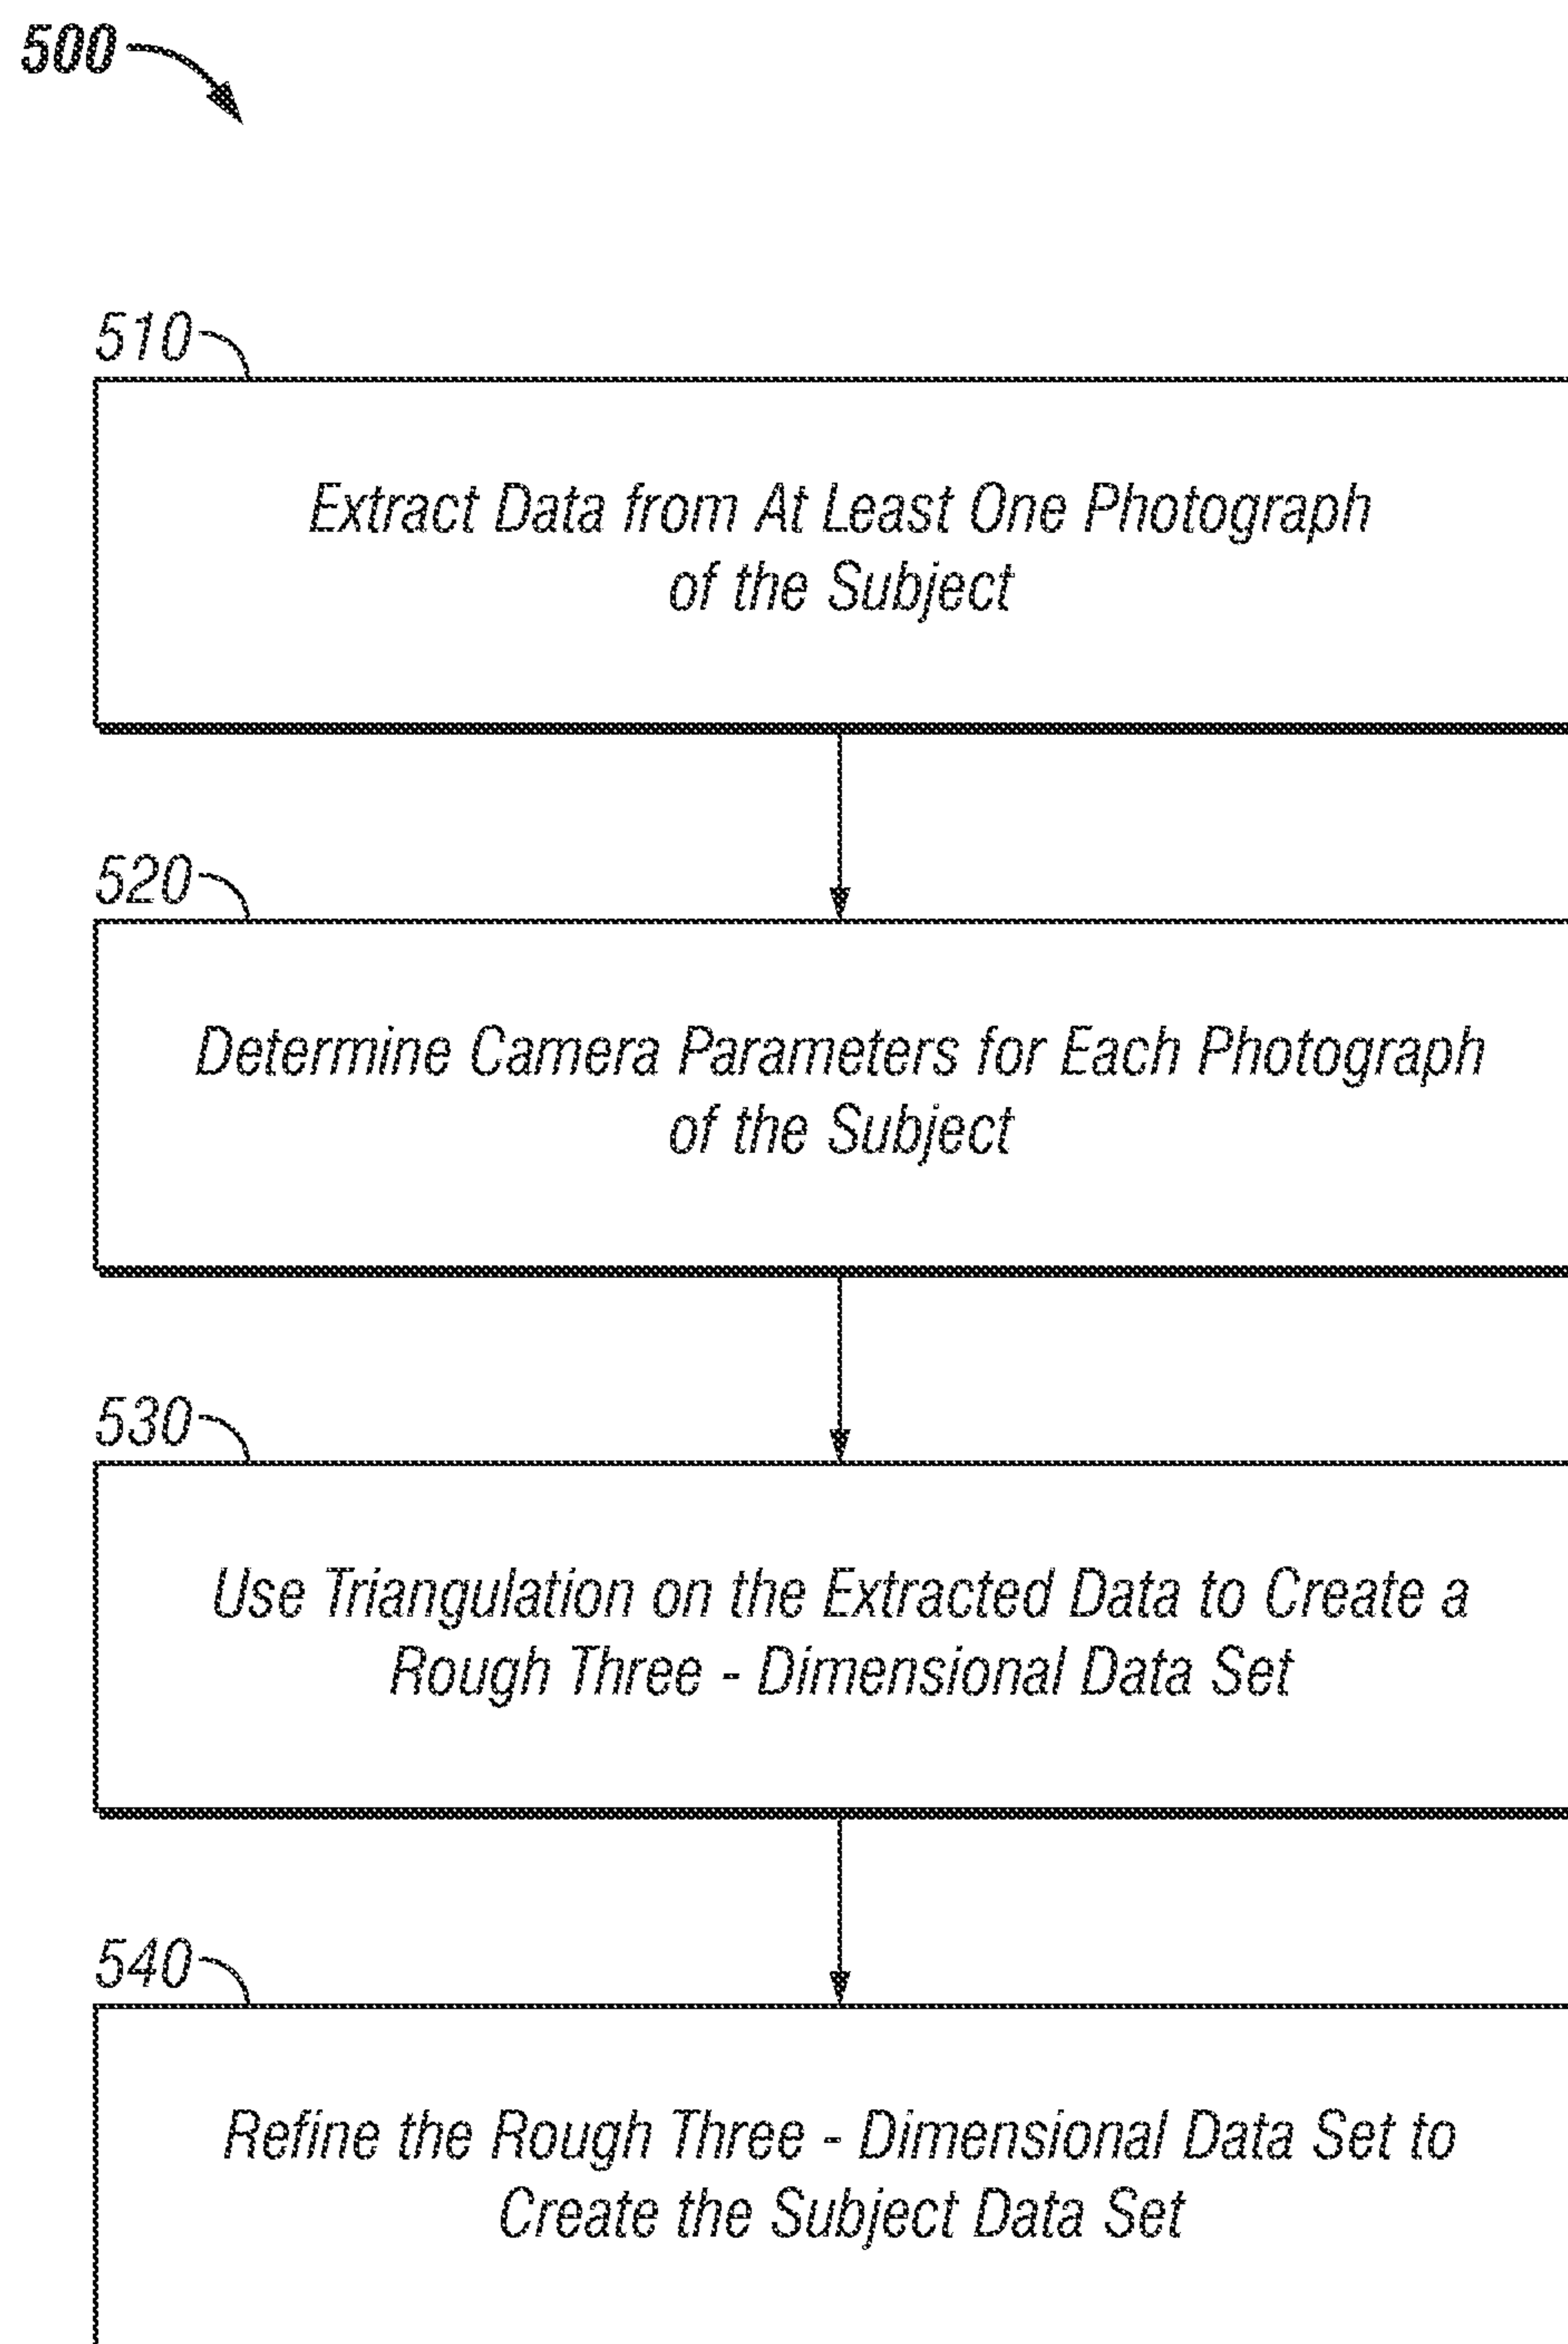 500
510
Extract Data from At Least One Photograph
of the Subject
520
Determine Camera Parameters for Each Photograph
of the Subject
530
Use Triangulation on the Extracted Data to Create a
Rough Three - Dimensional Data Set
540
Refine the Rough Three - Dimensional Data Set to
Create the Subject Data Set